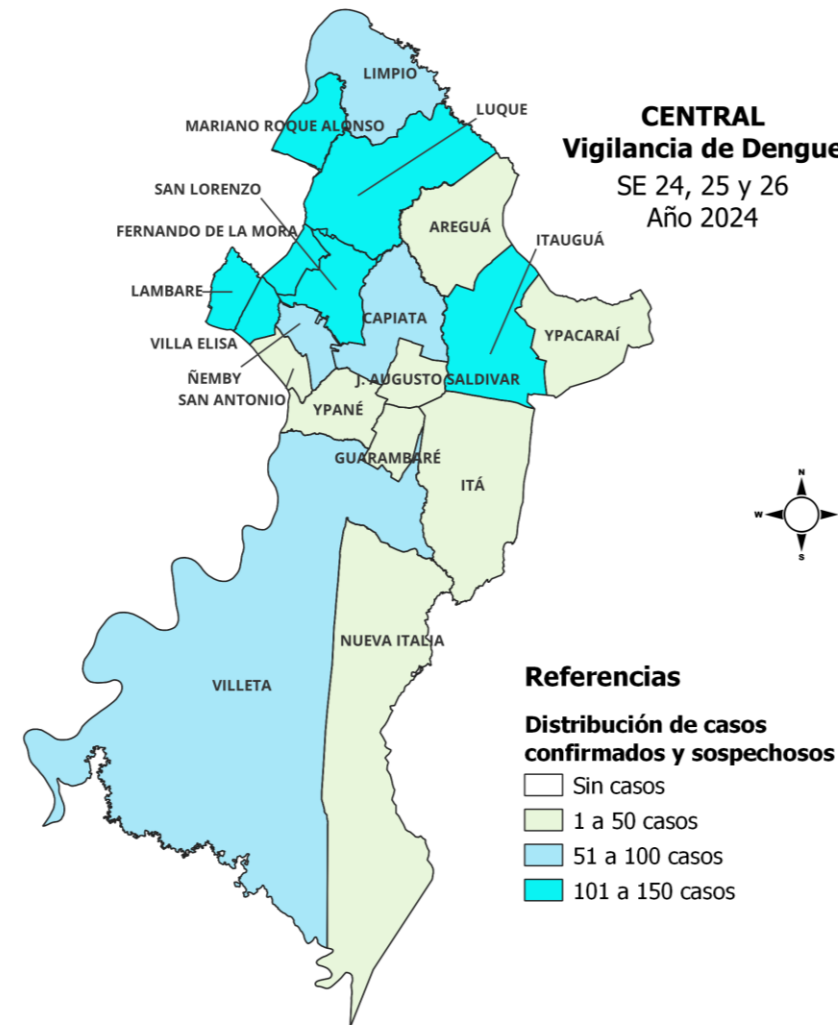 CENTRAL
Vigilancia de Dengue
SE 24, 25 y 26
Año 2024
LIMPIO
LUQUE
MARIANO ROQUE ALONSO
SAN LORENZO
FERNANDO DE LA MORA
AREGUÁ
ITAUGUÁ
LAMBARE
CAPIATA
YPACARAÍ
VILLA ELISA
ÑEMBY
J. AUGUSTO SALDIVAR
SAN ANTONIO
YPANÉ
GUARAMBARÉ
ITÁ
N
W
S
NUEVA ITALIA
VILLETA
Referencias
Distribución de casos
confirmados y sospechosos
Sin casos
1 a 50 casos
51 a 100 casos
101 a 150 casos